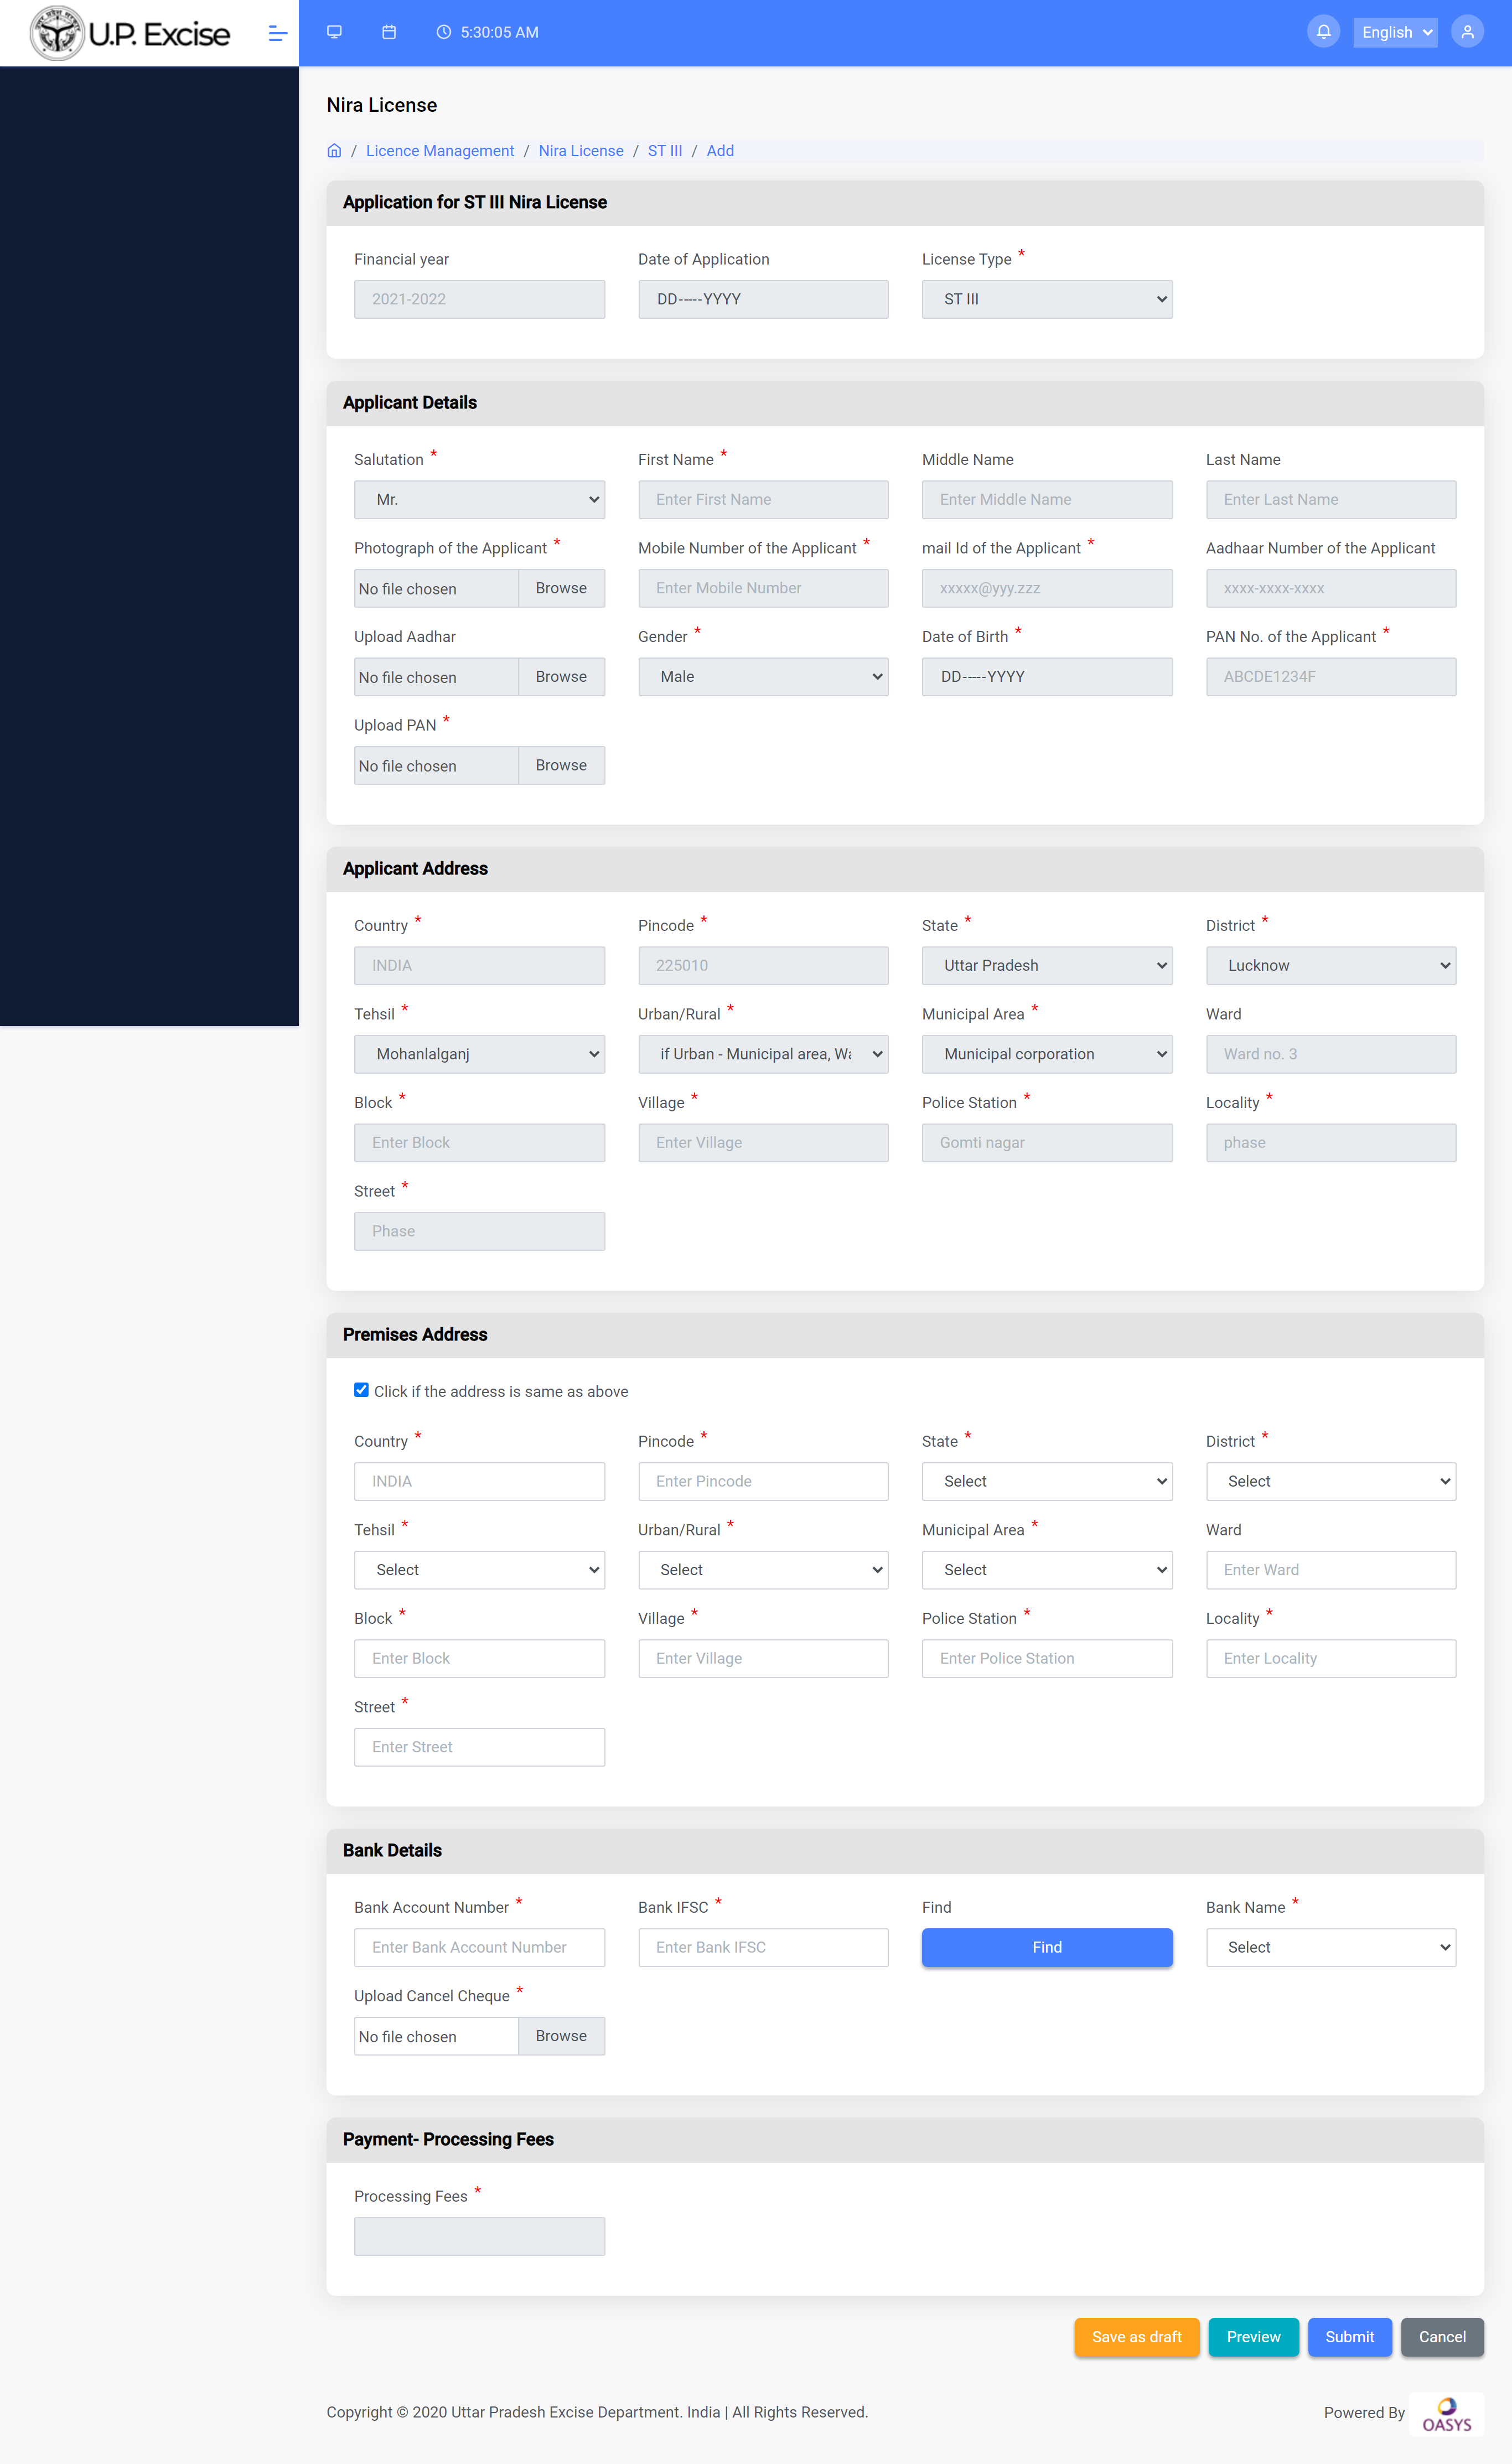 U.P. Excise
5:30:05 AM
English
Nira License
/ Licence Management / Nira License / ST III / Add
Application for ST III Nira License
Financial year Date of Application License Type *
2021-2022 DD-----YYYY ST III
Applicant Details
Salutation * First Name * Middle Name Last Name
Mr. Enter First Name Enter Middle Name Enter Last Name
Photograph of the Applicant * Mobile Number of the Applicant * mail Id of the Applicant * Aadhaar Number of the Applicant
No file chosen Browse Enter Mobile Number xxxxx@yyy.zzz xxxx-xxxx-xxxx
Upload Aadhar Gender * Date of Birth * PAN No. of the Applicant *
No file chosen Browse Male DD-----YYYY ABCDE1234F
Upload PAN *
No file chosen Browse
Applicant Address
Country * Pincode * State * District *
INDIA 225010 Uttar Pradesh Lucknow
Tehsil * Urban/Rural * Municipal Area * Ward
Mohanlalganj if Urban - Municipal area, Wa Municipal corporation Ward no. 3
Block * Village * Police Station * Locality *
Enter Block Enter Village Gomti nagar phase
Street *
Phase
Premises Address
Click if the address is same as above
Country * Pincode * State * District *
INDIA Enter Pincode Select Select
Tehsil * Urban/Rural * Municipal Area * Ward
Select Select Select Enter Ward
Block * Village * Police Station * Locality *
Enter Block Enter Village Enter Police Station Enter Locality
Street *
Enter Street
Bank Details
Bank Account Number * Bank IFSC * Find Bank Name *
Enter Bank Account Number Enter Bank IFSC Find Select
Upload Cancel Cheque *
No file chosen Browse
Payment- Processing Fees
Processing Fees *
Save as draft Preview Submit Cancel
Copyright © 2020 Uttar Pradesh Excise Department. India | All Rights Reserved. Powered By OASYS